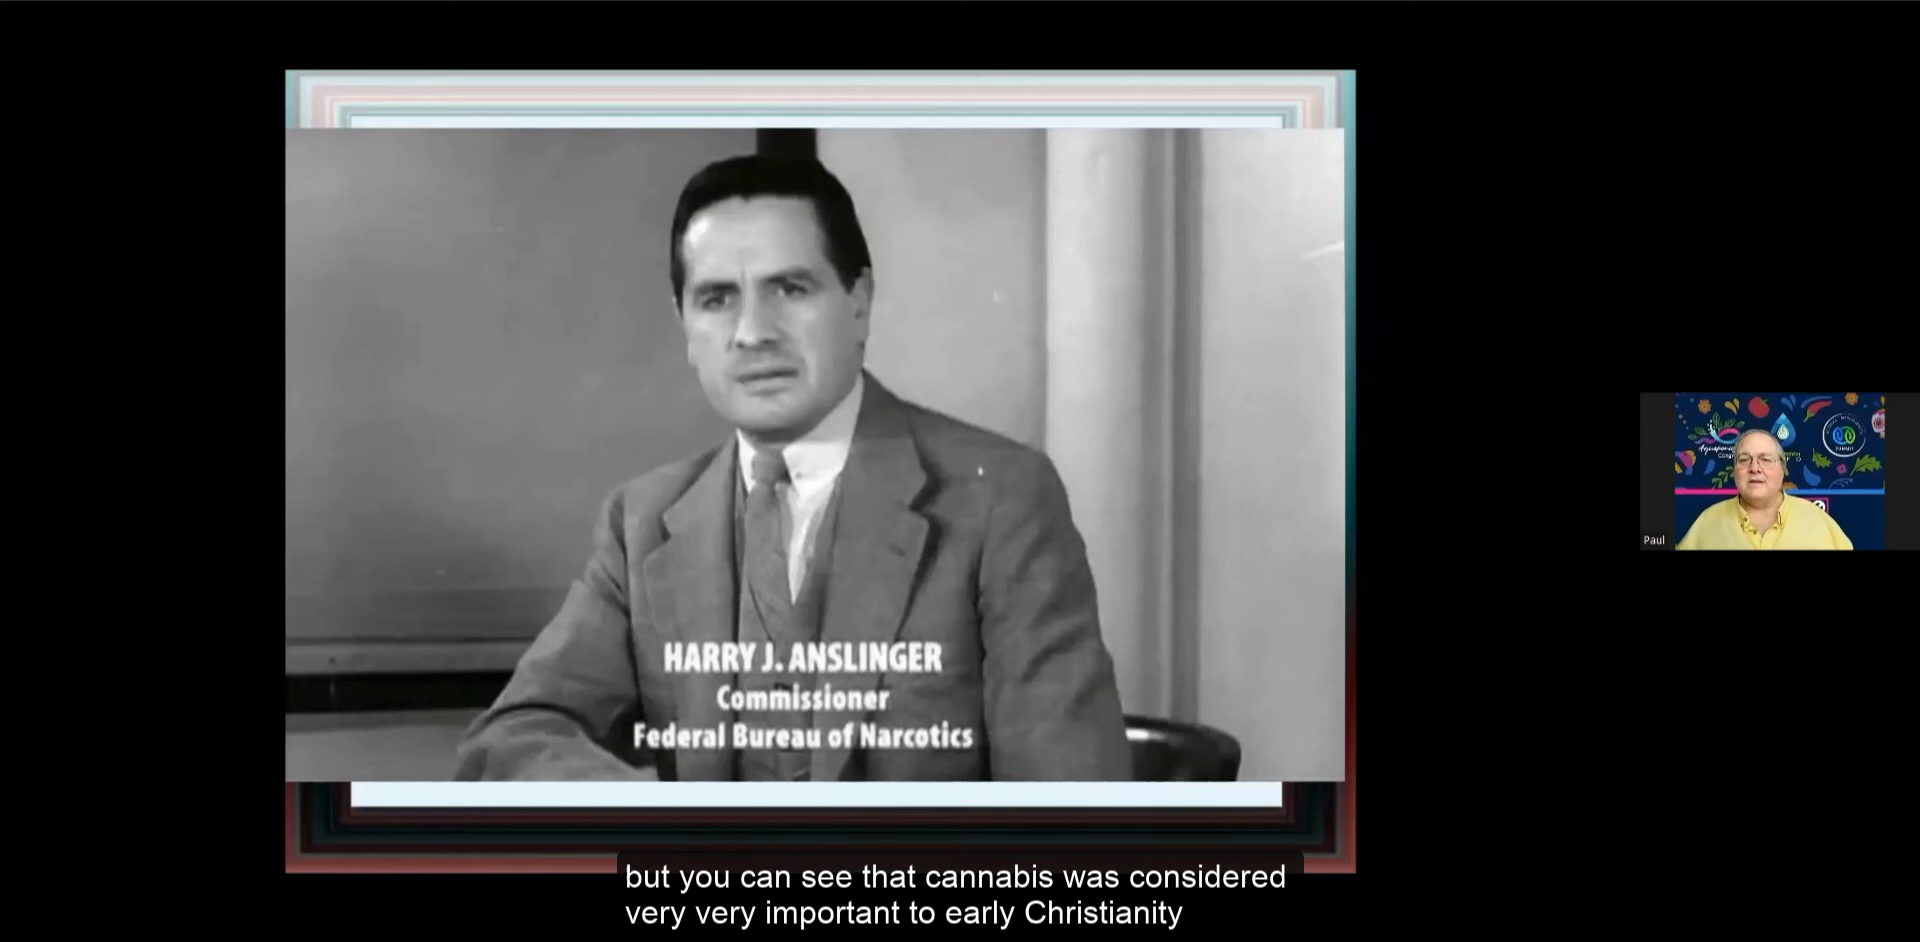 HARRY J. ANSLINGER
Commissioner
Federal Bureau of Narcotics
Paul
but you can see that cannabis was considered
very very important to early Christianity